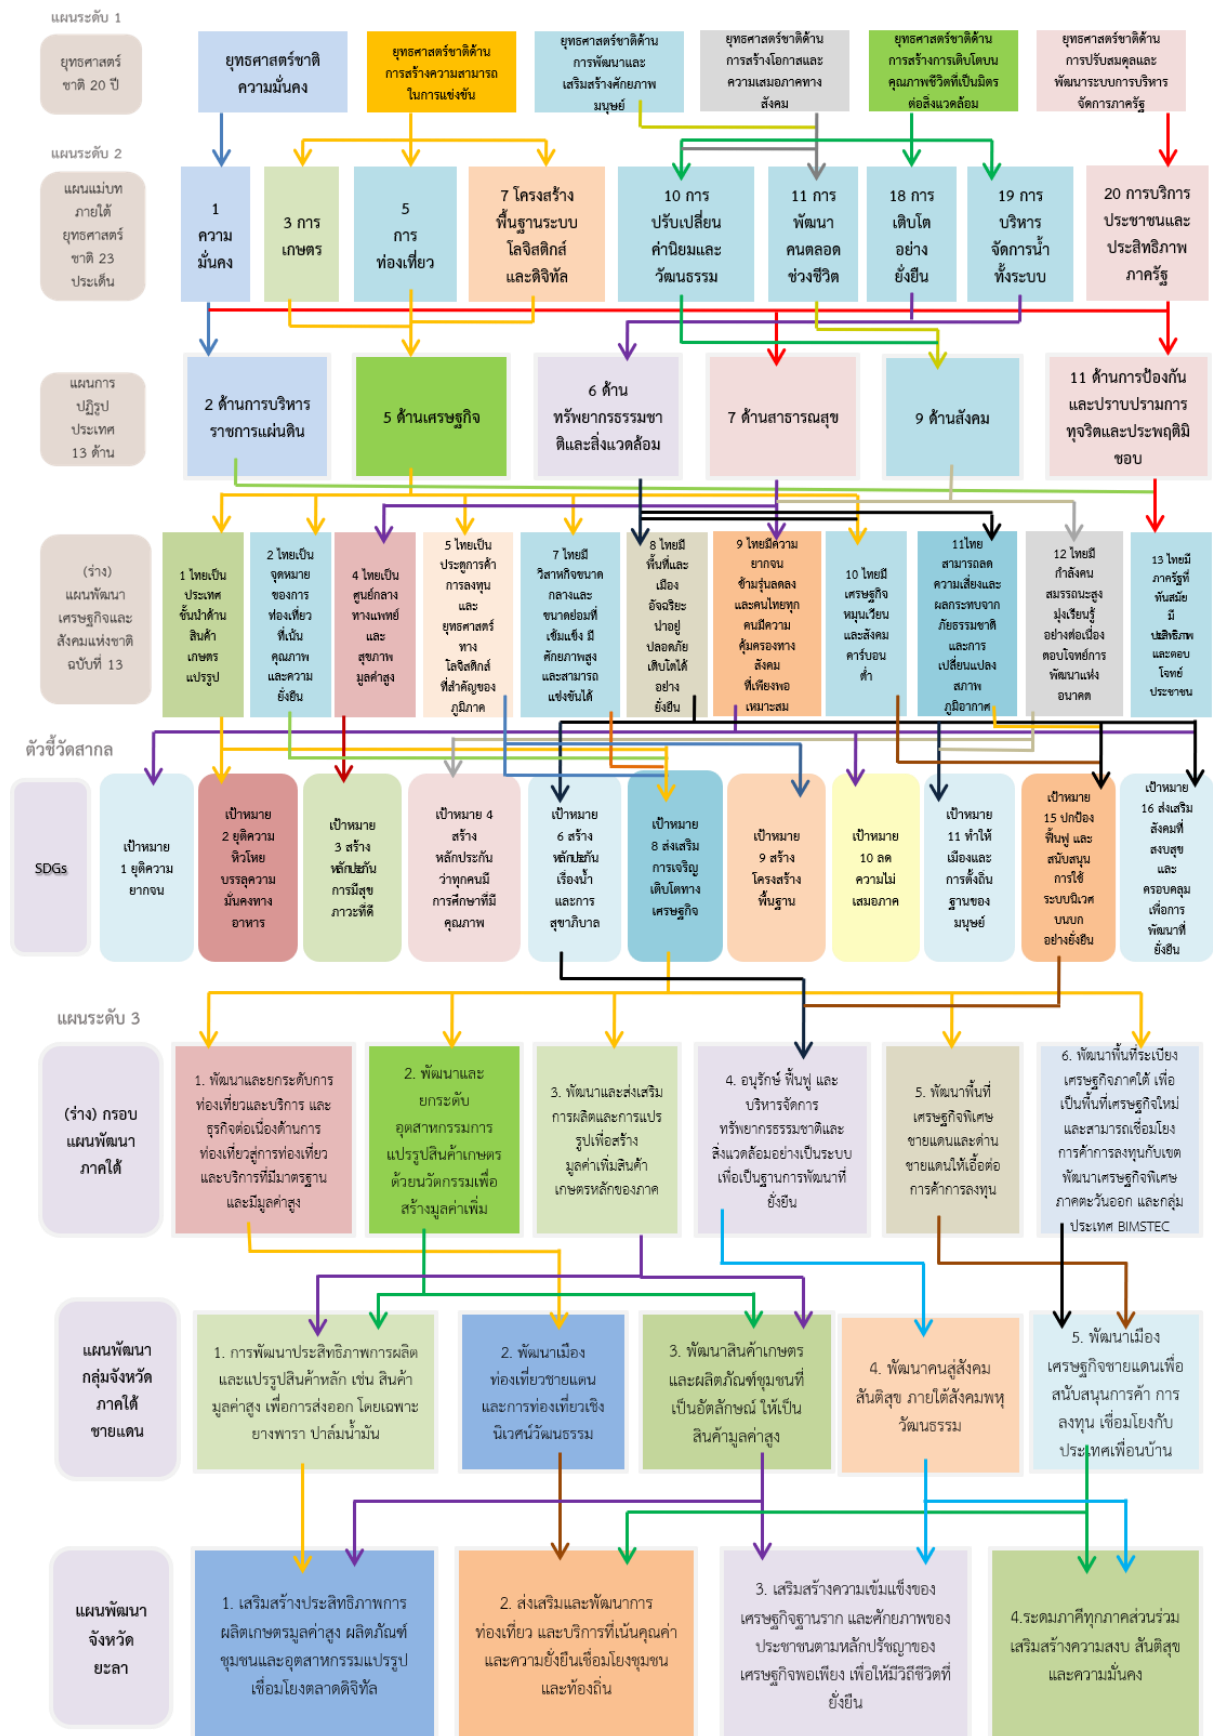 แผนระดับ 1
ยุทธศาสตร์
ชาติ 20 ปี
ยุทธศาสตร์ชาติ
ความมั่นคง
ยุทธศาสตร์ชาติด้าน
การสร้างความสามารถ
ในการแข่งขัน
ยุทธศาสตร์ชาติด้าน
การพัฒนาและ
เสริมสร้างศักยภาพ
มนุษย์
ยุทธศาสตร์ชาติด้าน
การสร้างโอกาสและ
ความเสมอภาคทาง
สังคม
ยุทธศาสตร์ชาติด้าน
การสร้างการเติบโตบน
คุณภาพชีวิตที่เป็นมิตร
ต่อสิ่งแวดล้อม
ยุทธศาสตร์ชาติด้าน
การปรับสมดุลและ
พัฒนาระบบการบริหาร
จัดการภาครัฐ
แผนระดับ 2
แผนแม่บท
ภายใต้
ยุทธศาสตร์
ชาติ 23
ประเด็น
1
ความ
มั่นคง
3 การ
เกษตร
5
การ
ท่องเที่ยว
7 โครงสร้าง
พื้นฐานระบบ
โลจิสติกส์
และดิจิทัล
10 การ
ปรับเปลี่ยน
ค่านิยมและ
วัฒนธรรม
11 การ
พัฒนา
คนตลอด
ช่วงชีวิต
18 การ
เติบโต
อย่าง
ยั่งยืน
19 การ
บริหาร
จัดการน้ำ
ทั้งระบบ
20 การบริการ
ประชาชนและ
ประสิทธิภาพ
ภาครัฐ
แผนการ
ปฏิรูป
ประเทศ
13 ด้าน
2 ด้านการบริหาร
ราชการแผ่นดิน
5 ด้านเศรษฐกิจ
6 ด้าน
ทรัพยากรธรรมชา
ติและสิ่งแวดล้อม
7 ด้านสาธารณสุข
9 ด้านสังคม
11 ด้านการป้องกัน
และปราบปรามการ
ทุจริตและประพฤติมิ
ชอบ
(ร่าง)
แผนพัฒนา
เศรษฐกิจและ
สังคมแห่งชาติ
ฉบับที่ 13
1 ไทยเป็น
ประเทศ
ชั้นนำด้าน
สินค้า
เกษตร
แปรรูป
2 ไทยเป็น
จุดหมาย
ของการ
ท่องเที่ยว
ที่เน้น
คุณภาพ
และความ
ยั่งยืน
4 ไทยเป็น
ศูนย์กลาง
ทางแพทย์
และ
สุขภาพ
มูลค่าสูง
5 ไทยเป็น
ประตูการค้า
การลงทุน
และ
ยุทธศาสตร์
ทาง
โลจิสติกส์
ที่สำคัญของ
ภูมิภาค
7 ไทยมี
วิสาหกิจขนาด
กลางและ
ขนาดย่อมที่
เข้มแข็ง มี
ศักยภาพสูง
และสามารถ
แข่งขันได้
8 ไทยมี
พื้นที่และ
เมือง
อัจฉริยะ
น่าอยู่
ปลอดภัย
เติบโตได้
อย่าง
ยั่งยืน
9 ไทยมีความ
ยากจน
ข้ามรุ่นลดลง
และคนไทยทุก
คนมีความ
คุ้มครองทาง
สังคม
ที่เพียงพอ
เหมาะสม
10 ไทยมี
เศรษฐกิจ
หมุนเวียน
และสังคม
คาร์บอน
ต่ำ
11ไทย
สามารถลด
ความเสี่ยงและ
ผลกระทบจาก
ภัยธรรมชาติ
และการ
เปลี่ยนแปลง
สภาพ
ภูมิอากาศ
12 ไทยมี
กำลังคน
สมรรถนะสูง
มุ่งเรียนรู้
อย่างต่อเนื่อง
ตอบโจทย์การ
พัฒนาแห่ง
อนาคต
13 ไทยมี
ภาครัฐที่
ทันสมัย
มี
ประสิทธิภาพ
และตอบ
โจทย์
ประชาชน
ตัวชี้วัดสากล
SDGs
เป้าหมาย
1 ยุติความ
ยากจน
เป้าหมาย
2 ยุติความ
หิวโหย
บรรลุความ
มั่นคงทาง
อาหาร
เป้าหมาย
3 สร้าง
หลักประกัน
การมีสุข
ภาวะที่ดี
เป้าหมาย 4
สร้าง
หลักประกัน
ว่าทุกคนมี
การศึกษาที่มี
คุณภาพ
เป้าหมาย
6 สร้าง
หลักประกัน
เรื่องน้ำ
และการ
สุขาภิบาล
เป้าหมาย
8 ส่งเสริม
การเจริญ
เติบโตทาง
เศรษฐกิจ
เป้าหมาย
9 สร้าง
โครงสร้าง
พื้นฐาน
เป้าหมาย
10 ลด
ความไม่
เสมอภาค
เป้าหมาย
11 ทำให้
เมืองและ
การตั้งถิ่น
ฐานของ
มนุษย์
เป้าหมาย
15 ปกป้อง
ฟื้นฟู และ
สนับสนุน
การใช้
ระบบนิเวศ
บนบก
อย่างยั่งยืน
เป้าหมาย
16 ส่งเสริม
สังคมที่
สงบสุข
และ
ครอบคลุม
เพื่อการ
พัฒนาที่
ยั่งยืน
แผนระดับ 3
(ร่าง) กรอบ
แผนพัฒนา
ภาคใต้
1. พัฒนาและยกระดับการ
ท่องเที่ยวและบริการ และ
ธุรกิจต่อเนื่องด้านการ
ท่องเที่ยวสู่การท่องเที่ยว
และบริการที่มีมาตรฐาน
และมีมูลค่าสูง
2. พัฒนาและ
ยกระดับ
อุตสาหกรรมการ
แปรรูปสินค้าเกษตร
ด้วยนวัตกรรมเพื่อ
สร้างมูลค่าเพิ่ม
3. พัฒนาและส่งเสริม
การผลิตและการแปร
รูปเพื่อสร้าง
มูลค่าเพิ่มสินค้า
เกษตรหลักของภาค
4. อนุรักษ์ ฟื้นฟู และ
บริหารจัดการ
ทรัพยากรธรรมชาติและ
สิ่งแวดล้อมอย่างเป็นระบบ
เพื่อเป็นฐานการพัฒนาที่
ยั่งยืน
5. พัฒนาพื้นที่
เศรษฐกิจพิเศษ
ชายแดนและด่าน
ชายแดนให้เอื้อต่อ
การค้าการลงทุน
6. พัฒนาพื้นที่ระเบียง
เศรษฐกิจภาคใต้ เพื่อ
เป็นพื้นที่เศรษฐกิจใหม่
และสามารถเชื่อมโยง
การค้าการลงทุนกับเขต
พัฒนาเศรษฐกิจพิเศษ
ภาคตะวันออก และกลุ่ม
ประเทศ BIMSTEC
แผนพัฒนา
กลุ่มจังหวัด
ภาคใต้
ชายแดน
1. การพัฒนาประสิทธิภาพการผลิต
และแปรรูปสินค้าหลัก เช่น สินค้า
มูลค่าสูง เพื่อการส่งออก โดยเฉพาะ
ยางพารา ปาล์มน้ำมัน
2. พัฒนาเมือง
ท่องเที่ยวชายแดน
และการท่องเที่ยวเชิง
นิเวศน์วัฒนธรรม
3. พัฒนาสินค้าเกษตร
และผลิตภัณฑ์ชุมชนที่
เป็นอัตลักษณ์ ให้เป็น
สินค้ามูลค่าสูง
4. พัฒนาคนสู่สังคม
สันติสุข ภายใต้สังคมพหุ
วัฒนธรรม
5. พัฒนาเมือง
เศรษฐกิจชายแดนเพื่อ
สนับสนุนการค้า การ
ลงทุน เชื่อมโยงกับ
ประเทศเพื่อนบ้าน
แผนพัฒนา
จังหวัด
ยะลา
1. เสริมสร้างประสิทธิภาพการ
ผลิตเกษตรมูลค่าสูง ผลิตภัณฑ์
ชุมชนและอุตสาหกรรมแปรรูป
เชื่อมโยงตลาดดิจิทัล
2. ส่งเสริมและพัฒนาการ
ท่องเที่ยว และบริการที่เน้นคุณค่า
และความยั่งยืนเชื่อมโยงชุมชน
และท้องถิ่น
3. เสริมสร้างความเข้มแข็งของ
เศรษฐกิจฐานราก และศักยภาพของ
ประชาชนตามหลักปรัชญาของ
เศรษฐกิจพอเพียง เพื่อให้มีวิถีชีวิตที่
ยั่งยืน
4.ระดมภาคีทุกภาคส่วนร่วม
เสริมสร้างความสงบ สันติสุข
และความมั่นคง